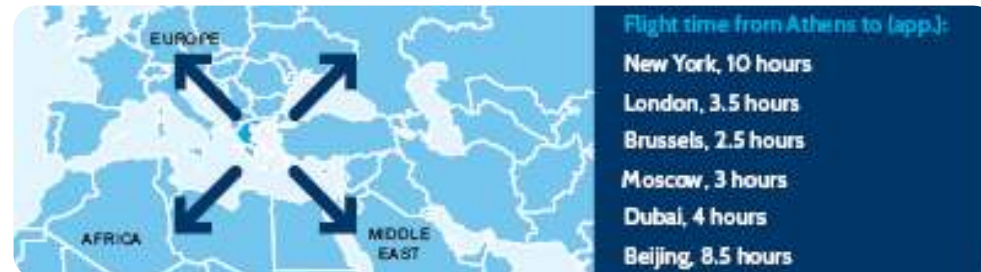 EUROPE
AFRICA
MIDDLE
EAST
Flight time from Athens to (app.):
New York, 10 hours
London, 3.5 hours
Brussels, 2.5 hours
Moscow, 3 hours
Dubai, 4 hours
Beijing, 8.5 hours